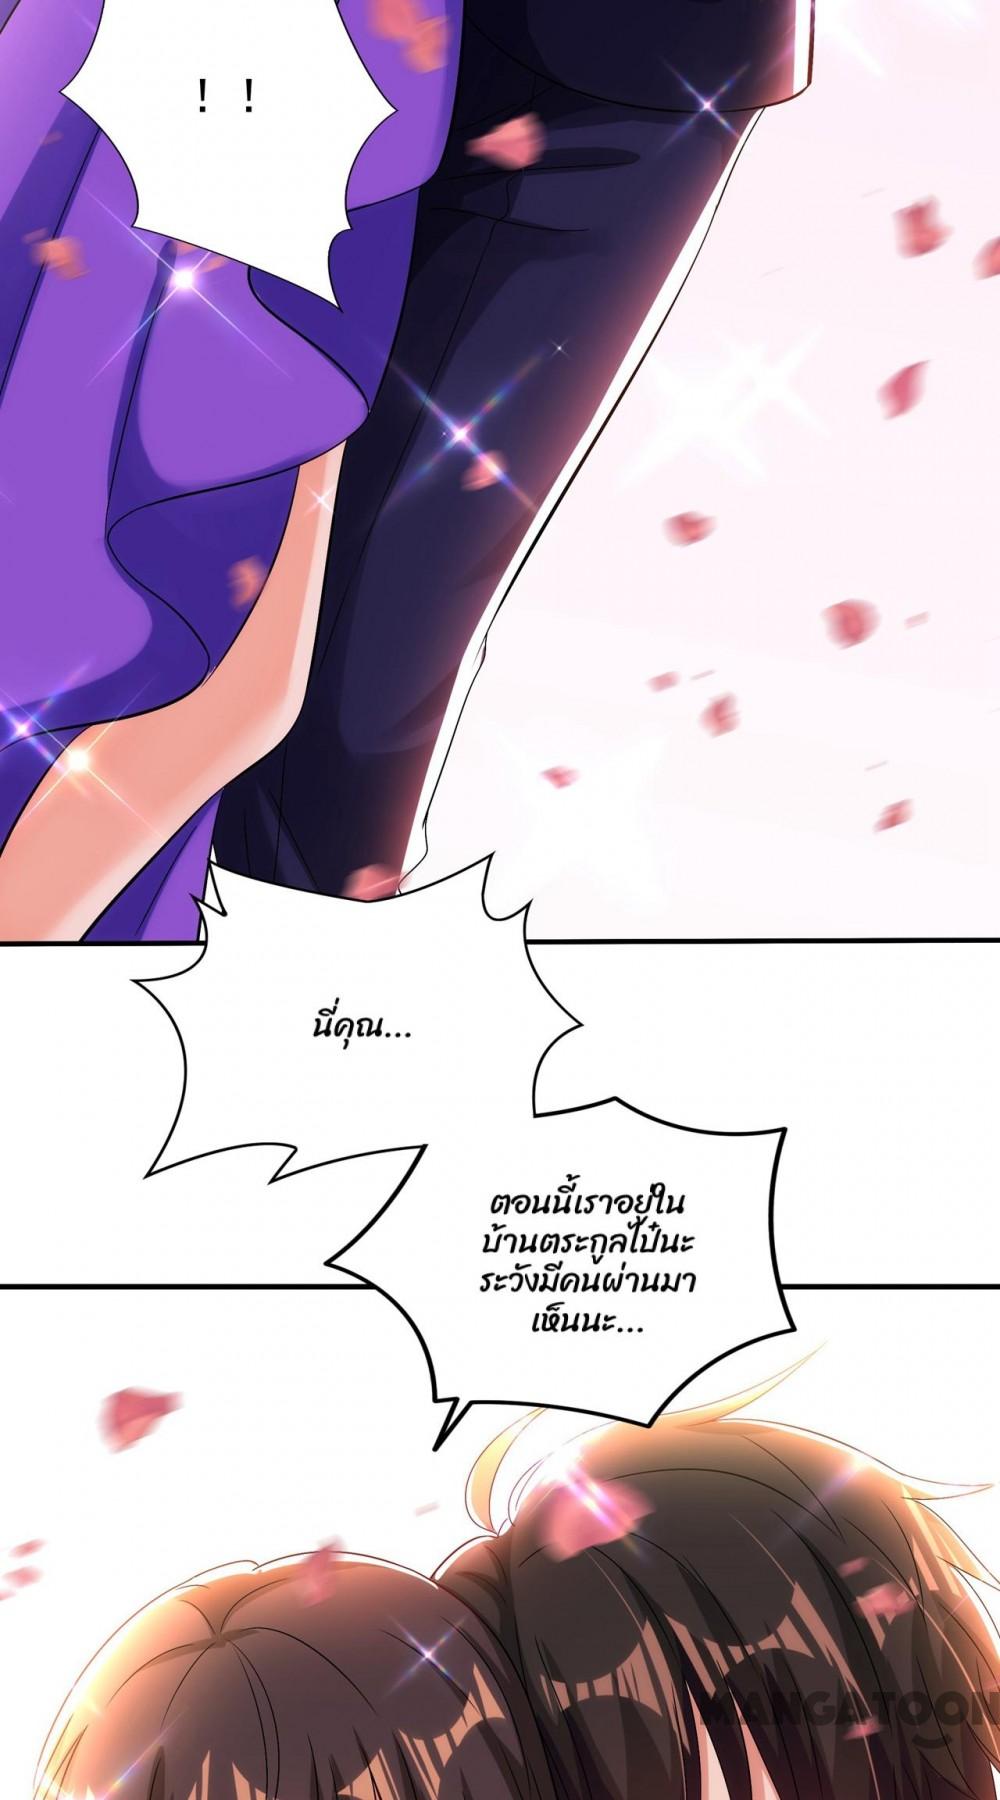 ！！
นี่คุณ...
ตอนนี้เราอยู่ใน
บ้านตระกูลไป๋นะ
ระวังมีคนผ่านมา
เห็นนะ...
MANGATOON